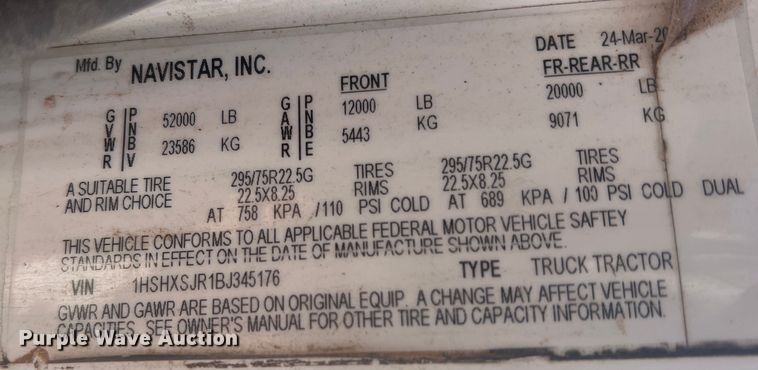 Mfd. By NAVISTAR, INC. DATE 24-Mar-
FRONT FR-REAR-RR
GVWR PNBV 52000 LB GAWR PNBE 12000 LB 20000 LB
23586 KG 5443 KG 9071 KG
A SUITABLE TIRE 295/75R22.5G TIRES 295/75R22.5G TIRES
AND RIM CHOICE 22.5X8.25 RIMS 22.5X8.25 RIMS
AT 758 KPA /110 PSI COLD AT 689 KPA / 100 PSI COLD DUAL
THIS VEHICLE CONFORMS TO ALL APPLICABLE FEDERAL MOTOR VEHICLE SAFTEY
STANDARDS IN EFFECT ON THE DATE OF MANUFACTURE SHOWN ABOVE.
VIN 1HSHXSJR1BJ345176 TYPE TRUCK TRACTOR
GVWR AND GAWR ARE BASED ON ORIGINAL EQUIP. A CHANGE MAY AFFECT VEHICLE
CAPACITIES. SEE OWNER'S MANUAL FOR OTHER TIRE AND CAPACITY INFORMATION.
Purple Wave Auction